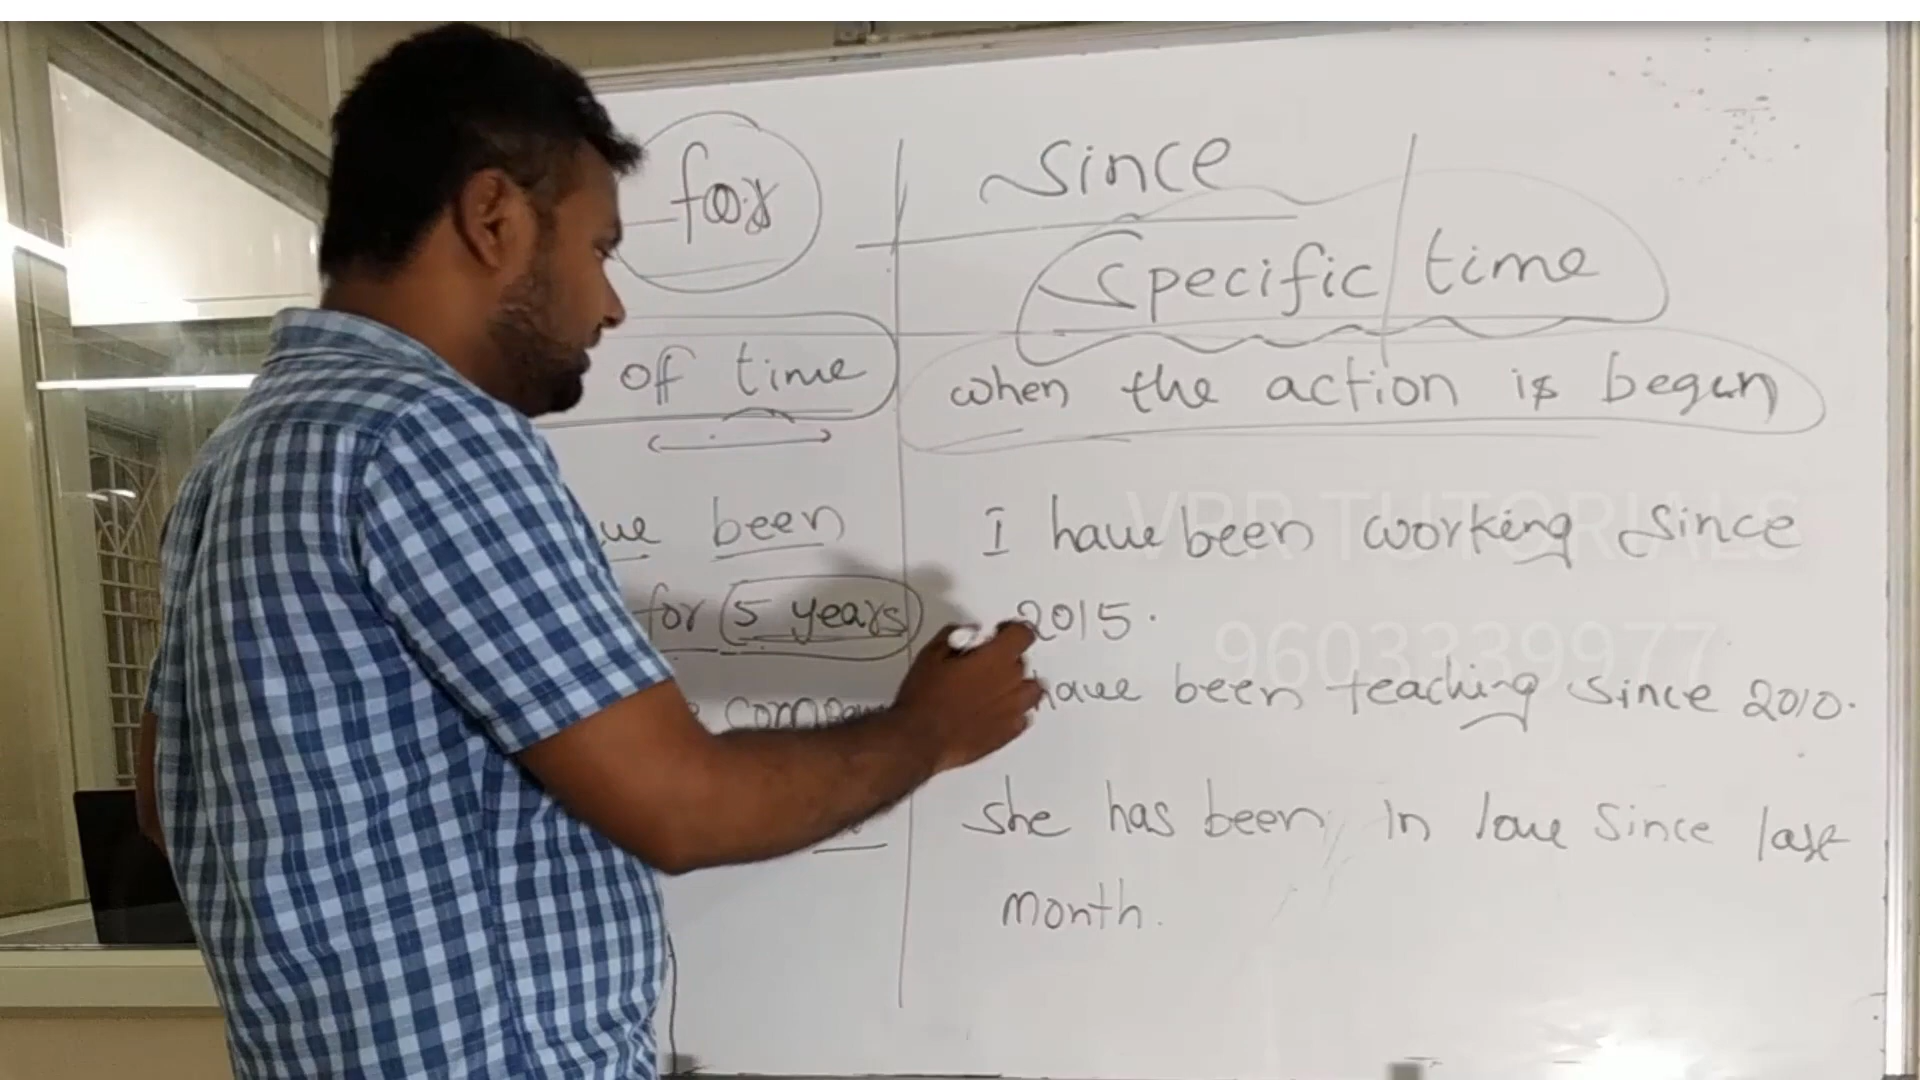 for
since
specific time
of time
when the action is begun
been
I have been working since
for 5 years
2015.
have been teaching since 2010.
she has been in love since last
month.
VRR TUTORIALS
9603339977